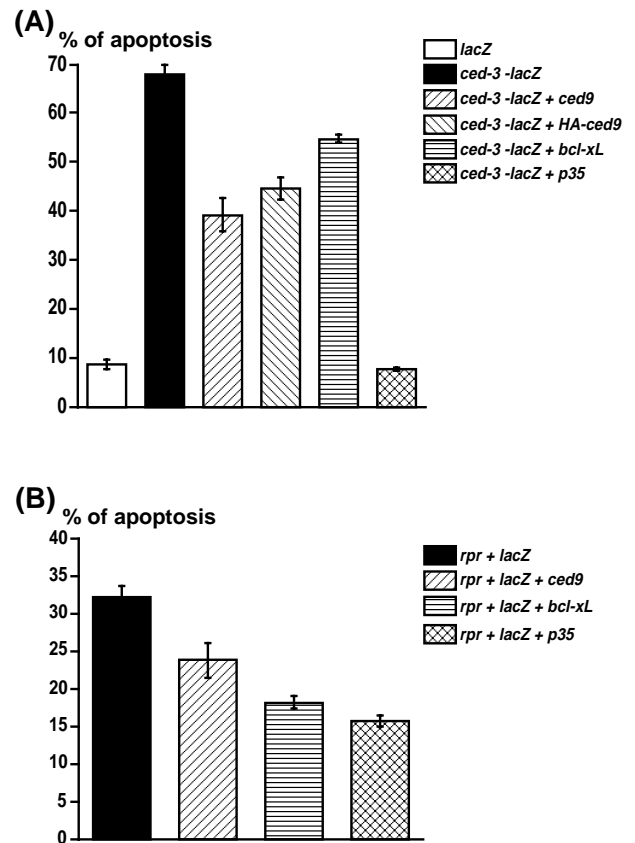 (A)
% of apoptosis
70
60
50
40
30
20
10
0
lacZ
ced-3 -lacZ
ced-3 -lacZ + ced9
ced-3 -lacZ + HA-ced9
ced-3 -lacZ + bcl-xL
ced-3 -lacZ + p35
(B)
% of apoptosis
40
35
30
25
20
15
10
5
0
rpr + lacZ
rpr + lacZ + ced9
rpr + lacZ + bcl-xL
rpr + lacZ + p35